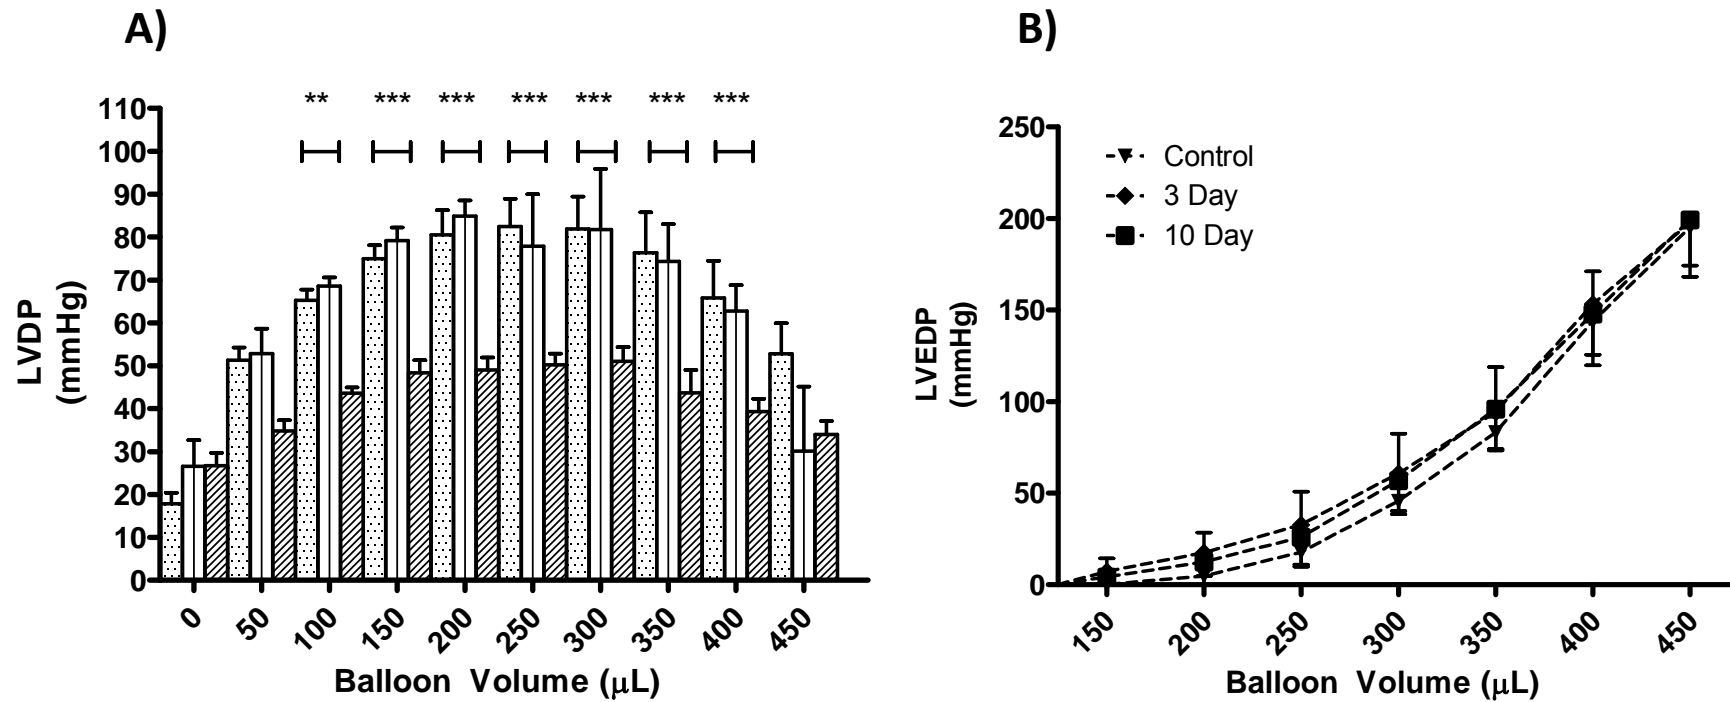 A)
** *** *** *** *** *** ***
110
100
90
80
70
60
50
40
30
20
10
0
LVDP
(mmHg)
0 50 100 150 200 250 300 350 400 450
Balloon Volume (μL)
B)
250
200
150
100
50
0
LVEDP
(mmHg)
Control
3 Day
10 Day
150 200 250 300 350 400 450
Balloon Volume (μL)